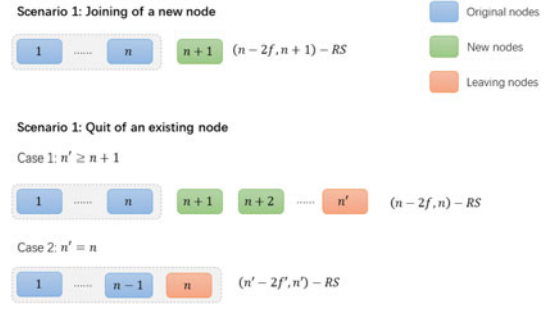 Scenario 1: Joining of a new node
Original nodes
1 ...... n n + 1 (n − 2f, n + 1) − RS
New nodes
Leaving nodes
Scenario 1: Quit of an existing node
Case 1: n′ ≥ n + 1
1 ...... n n + 1 n + 2 ...... n′ (n − 2f, n) − RS
Case 2: n′ = n
1 ...... n − 1 n (n′ − 2f′, n′) − RS